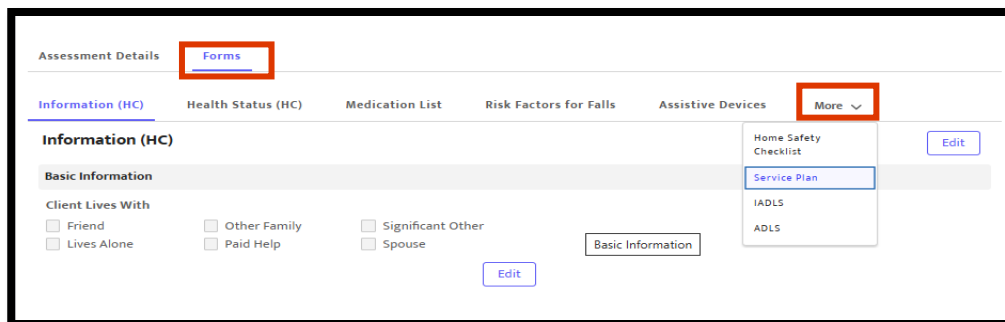 Assessment Details Forms
Information (HC) Health Status (HC) Medication List Risk Factors for Falls Assistive Devices More
Information (HC)
Edit
Home Safety
Checklist
Service Plan
IADLS
ADLS
Basic Information
Client Lives With
Friend Other Family Significant Other
Lives Alone Paid Help Spouse
Basic Information
Edit